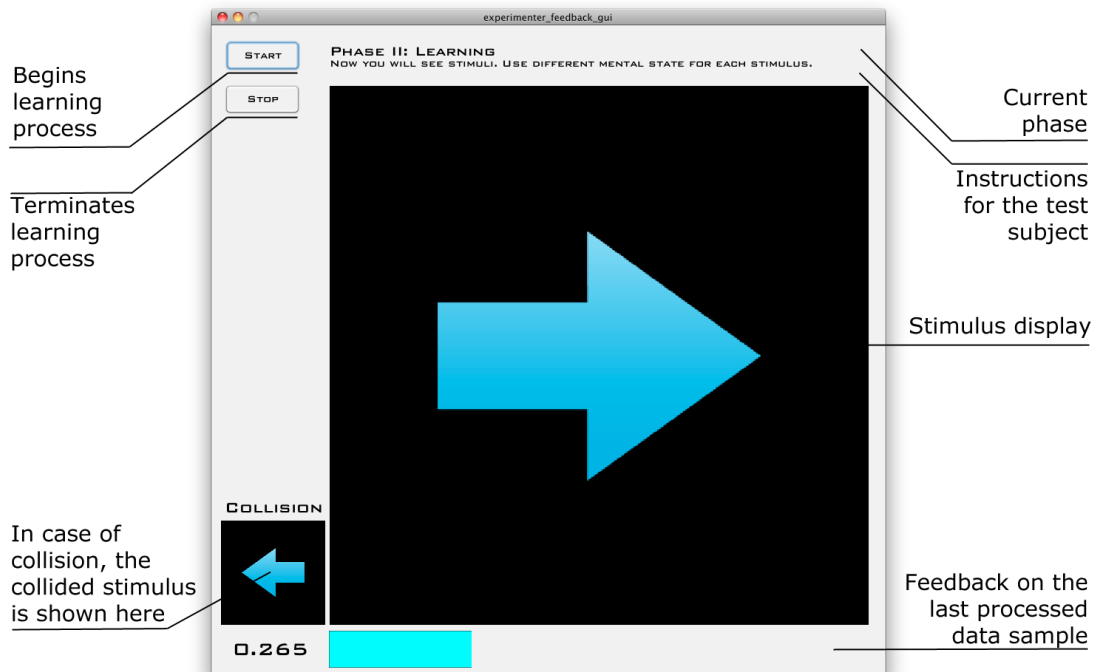 experimenter_feedback_gui
START
PHASE II: LEARNING
NOW YOU WILL SEE STIMULI. USE DIFFERENT MENTAL STATE FOR EACH STIMULUS.
STOP
Begins
learning
process
Current
phase
Terminates
learning
process
Instructions
for the test
subject
Stimulus display
COLLISION
In case of
collision, the
collided stimulus
is shown here
Feedback on the
last processed
data sample
0.265